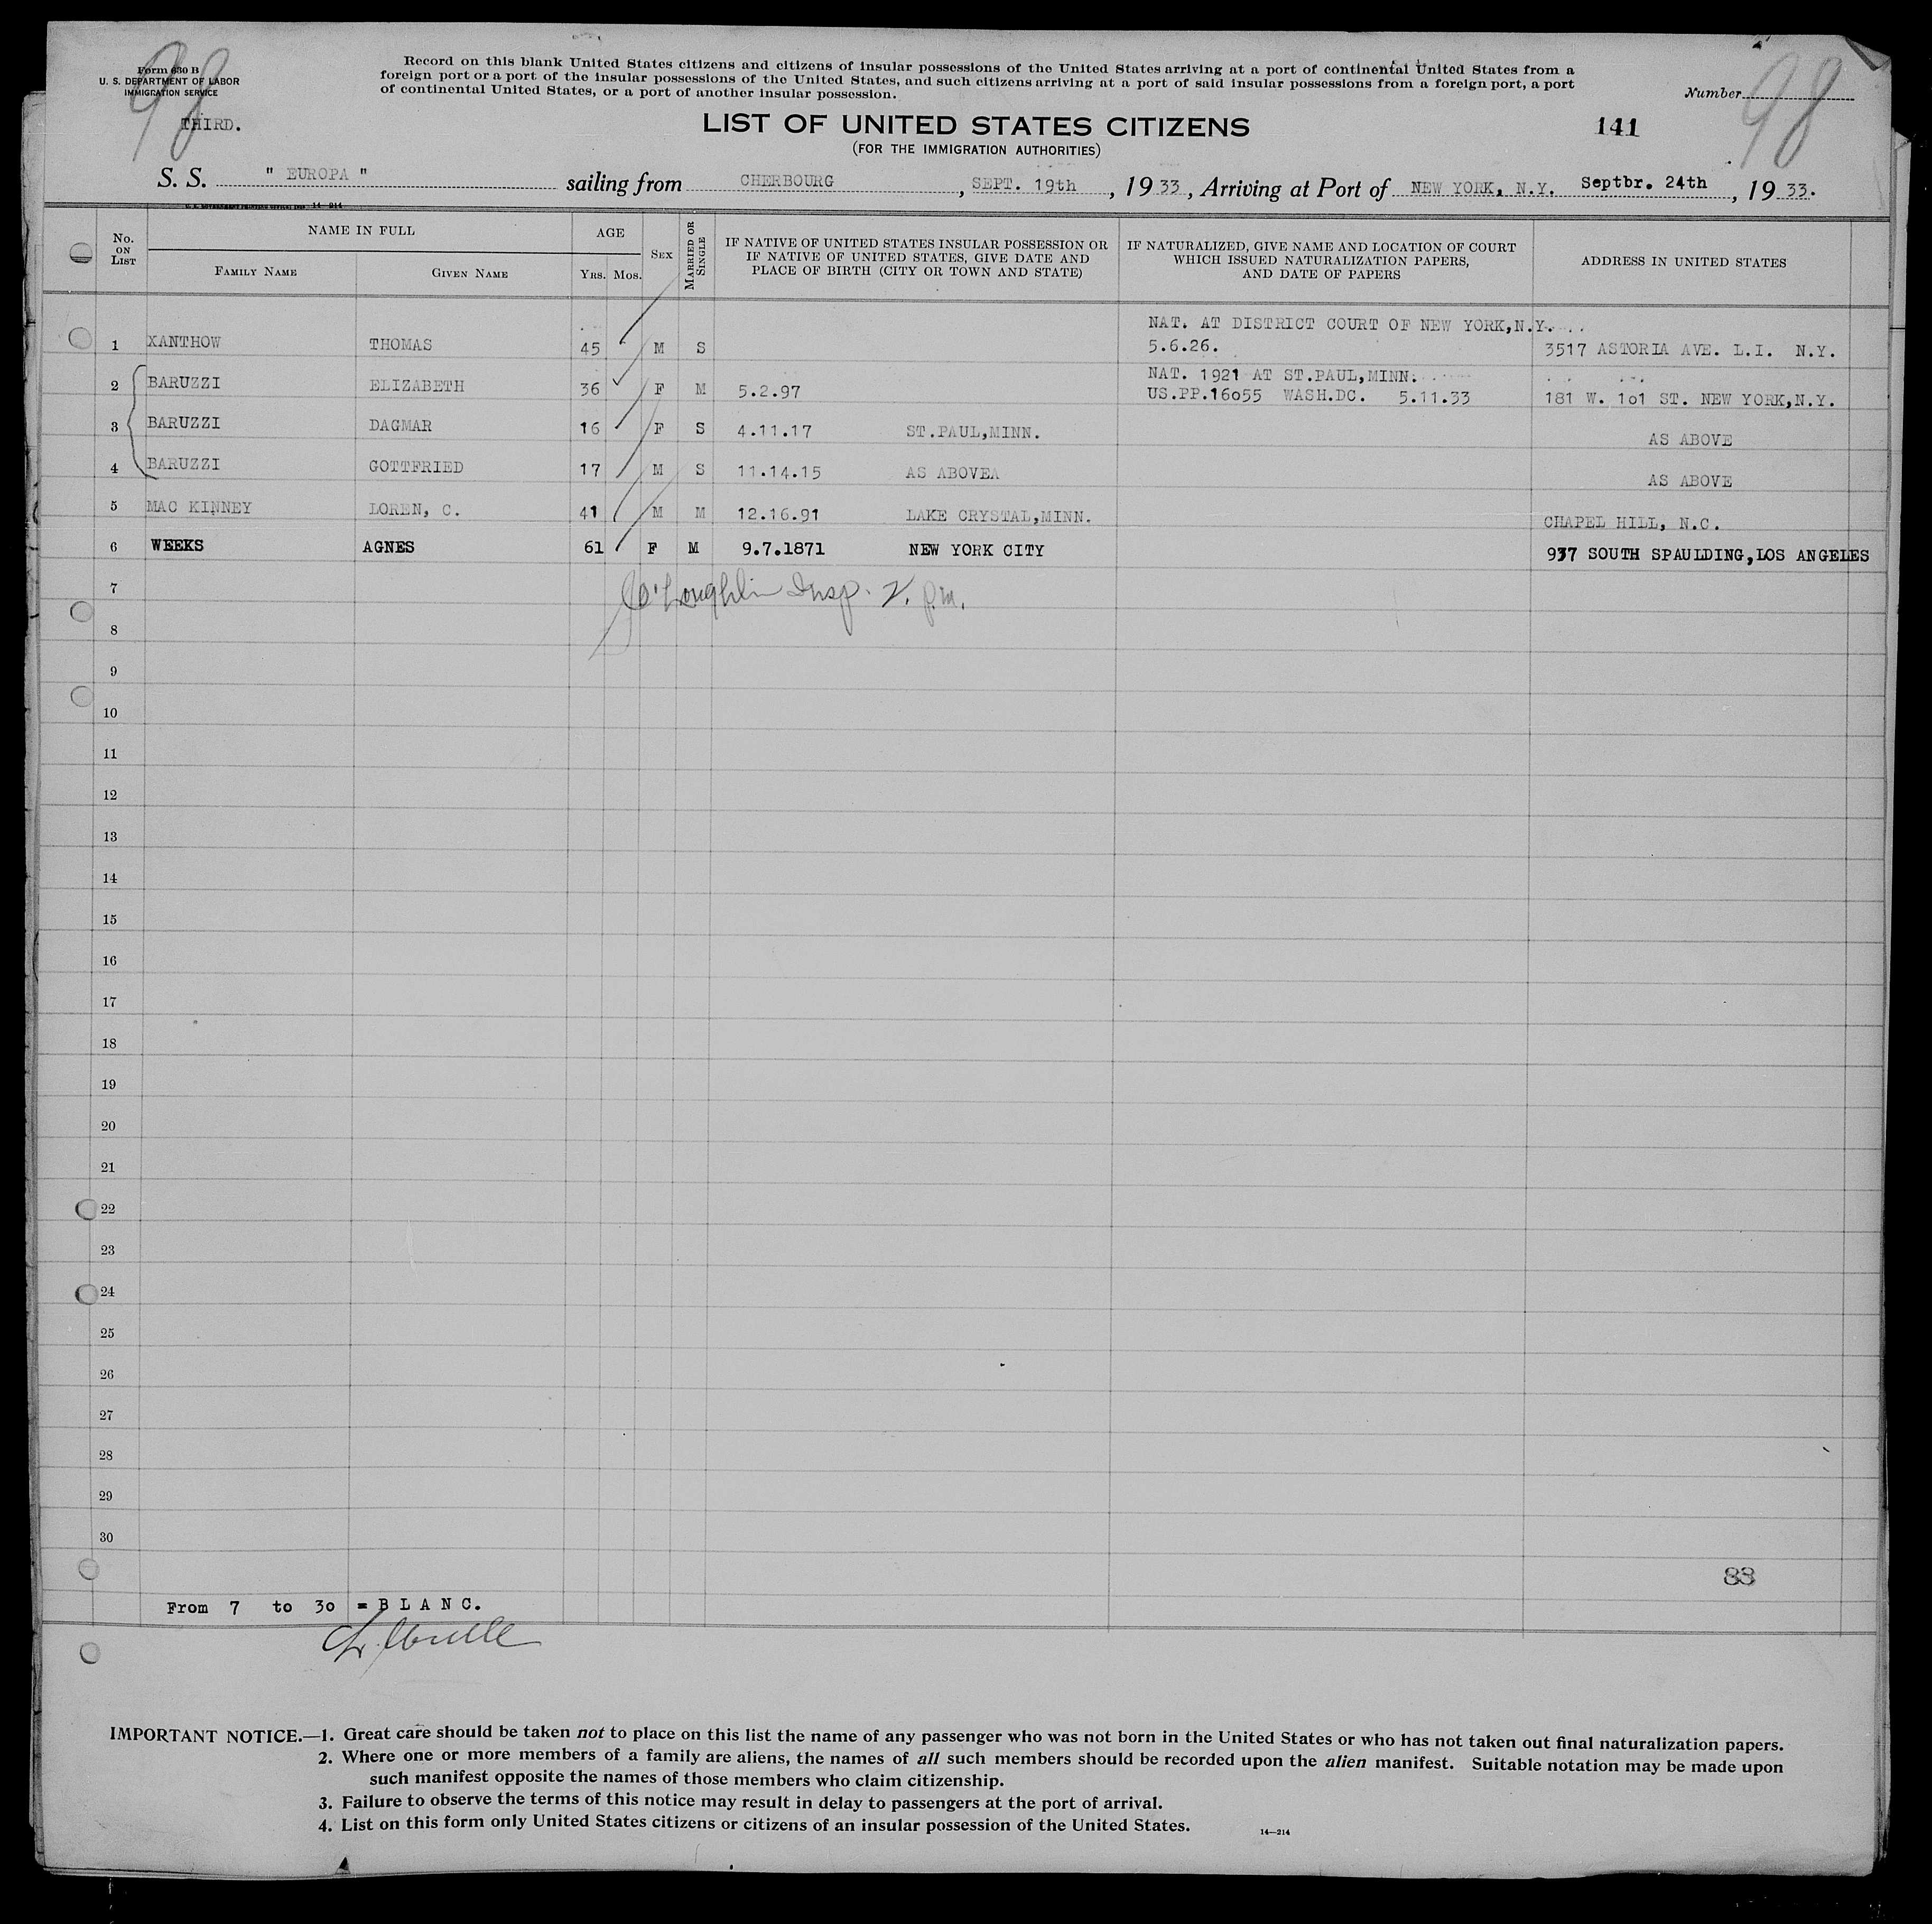 98
Form 630 B
U. S. DEPARTMENT OF LABOR
IMMIGRATION SERVICE
THIRD.
Record on this blank United States citizens and citizens of insular possessions of the United States arriving at a port of continental United States from a
foreign port or a port of the insular possessions of the United States, and such citizens arriving at a port of said insular possessions from a foreign port, a port
of continental United States, or a port of another insular possession.
Number 98
LIST OF UNITED STATES CITIZENS
141
(FOR THE IMMIGRATION AUTHORITIES)
S. S. " EUROPA " sailing from CHERBOURG, SEPT. 19th, 1933, Arriving at Port of NEW YORK, N.Y. Septbr. 24th, 1933.
14—214
No. ON LIST
NAME IN FULL
FAMILY NAME GIVEN NAME
AGE
YRS. MOS.
SEX
MARRIED OR SINGLE
IF NATIVE OF UNITED STATES INSULAR POSSESSION OR
IF NATIVE OF UNITED STATES, GIVE DATE AND
PLACE OF BIRTH (CITY OR TOWN AND STATE)
IF NATURALIZED, GIVE NAME AND LOCATION OF COURT
WHICH ISSUED NATURALIZATION PAPERS,
AND DATE OF PAPERS
ADDRESS IN UNITED STATES
NAT. AT DISTRICT COURT OF NEW YORK,N.Y.
1 XANTHOW THOMAS 45 M S 5.6.26. 3517 ASTORIA AVE. L.I. N.Y.
NAT. 1921 AT ST.PAUL,MINN.
2 BARUZZI ELIZABETH 36 F M 5.2.97 US.PP.16055 WASH.DC. 5.11.33 181 W. 1o1 ST. NEW YORK,N.Y.
3 BARUZZI DAGMAR 16 F S 4.11.17 ST.PAUL,MINN. AS ABOVE
4 BARUZZI GOTTFRIED 17 M S 11.14.15 AS ABOVEA AS ABOVE
5 MAC KINNEY LOREN, C. 41 M M 12.16.91 LAKE CRYSTAL,MINN. CHAPEL HILL, N.C.
6 WEEKS AGNES 61 F M 9.7.1871 NEW YORK CITY 937 SOUTH SPAULDING,LOS ANGELES
7 O'Loughlin Insp.
8
9
10
11
12
13
14
15
16
17
18
19
20
21
22
23
24
25
26
27
28
29
30
83
From 7 to 30 = B L A N C.
IMPORTANT NOTICE.—1. Great care should be taken not to place on this list the name of any passenger who was not born in the United States or who has not taken out final naturalization papers.
2. Where one or more members of a family are aliens, the names of all such members should be recorded upon the alien manifest. Suitable notation may be made upon
such manifest opposite the names of those members who claim citizenship.
3. Failure to observe the terms of this notice may result in delay to passengers at the port of arrival.
4. List on this form only United States citizens or citizens of an insular possession of the United States.
14—214